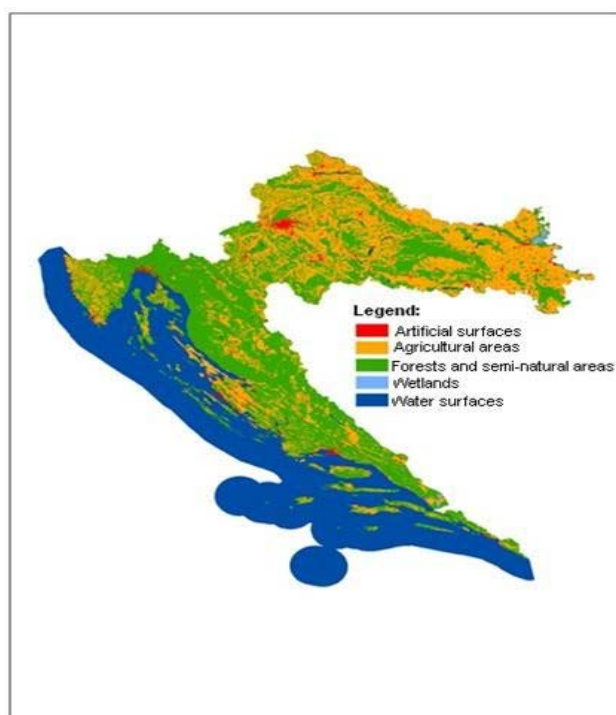 Legend:
Artificial surfaces
Agricultural areas
Forests and semi-natural areas
Wetlands
Water surfaces